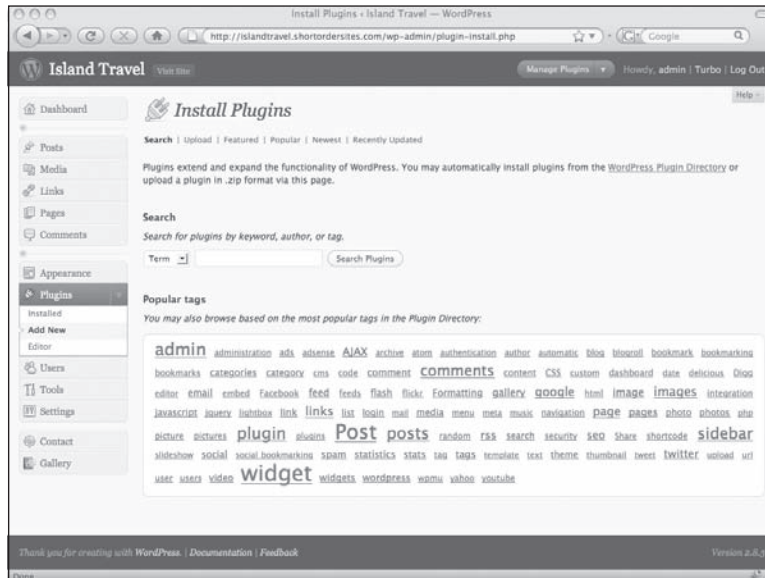 Install Plugins ‹ Island Travel — WordPress
http://islandtravel.shortordersites.com/wp-admin/plugin-install.php
Google
Island Travel
Visit Site
Manage Plugins
Howdy, admin | Turbo | Log Out
Help
Dashboard
Posts
Media
Links
Pages
Comments
Appearance
Plugins
Installed
Add New
Editor
Users
Tools
Settings
Contact
Gallery
Install Plugins
Search | Upload | Featured | Popular | Newest | Recently Updated
Plugins extend and expand the functionality of WordPress. You may automatically install plugins from the WordPress Plugin Directory or
upload a plugin in .zip format via this page.
Search
Search for plugins by keyword, author, or tag.
Term
Search Plugins
Popular tags
You may also browse based on the most popular tags in the Plugin Directory:
admin administration ads adsense AJAX archive atom authentication author automatic blog blogroll bookmark bookmarking
bookmarks categories category cms code comment comments content CSS custom dashboard date delicious Digg
editor email embed Facebook feed feeds flash flickr Formatting gallery google html image images integration
javascript jquery lightbox link links list login mail media menu meta music navigation page pages photo photos php
picture pictures plugin plugins Post posts random rss search security seo Share shortcode sidebar
slideshow social social bookmarking spam statistics stats tag tags template text theme thumbnail tweet twitter upload url
user users video widget widgets wordpress wpmu yahoo youtube
Thank you for creating with WordPress. | Documentation | Feedback
Version 2.8.5
Done